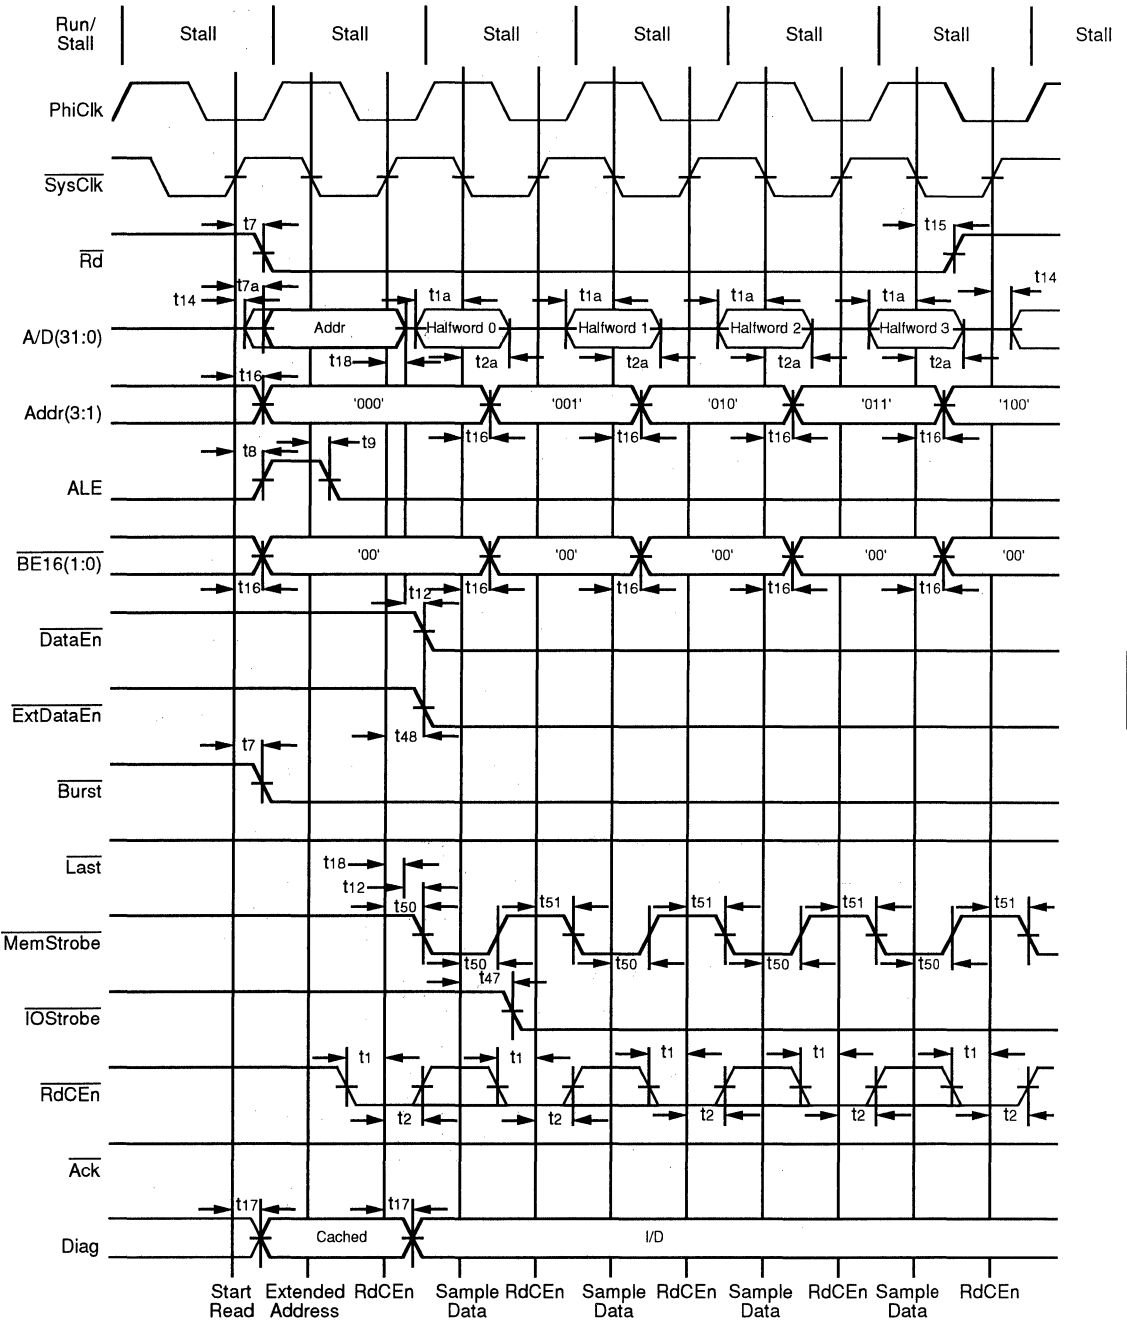 Run/
Stall
Stall
Stall
Stall
Stall
Stall
Stall
Stall
PhiClk
SysClk
t7
t15
Rd
t7a
t14
t14
t1a
t1a
t1a
t1a
A/D(31:0)
Addr
Halfword 0
Halfword 1
Halfword 2
Halfword 3
t18
t2a
t2a
t2a
t2a
t16
Addr(3:1)
'000'
'001'
'010'
'011'
'100'
t16
t16
t16
t16
t9
t8
ALE
BE16(1:0)
'00'
'00'
'00'
'00'
'00'
t16
t16
t16
t16
t16
t12
DataEn
ExtDataEn
t48
t7
Burst
Last
t18
t12
t50
t51
t51
t51
t51
MemStrobe
t50
t50
t50
t50
t47
IOStrobe
t1
t1
t1
t1
t1
RdCEn
t2
t2
t2
t2
t2
Ack
t17
t17
Diag
Cached
I/D
Start
Read
Extended
Address
RdCEn
Sample
Data
RdCEn
Sample
Data
RdCEn
Sample
Data
RdCEn
Sample
Data
RdCEn